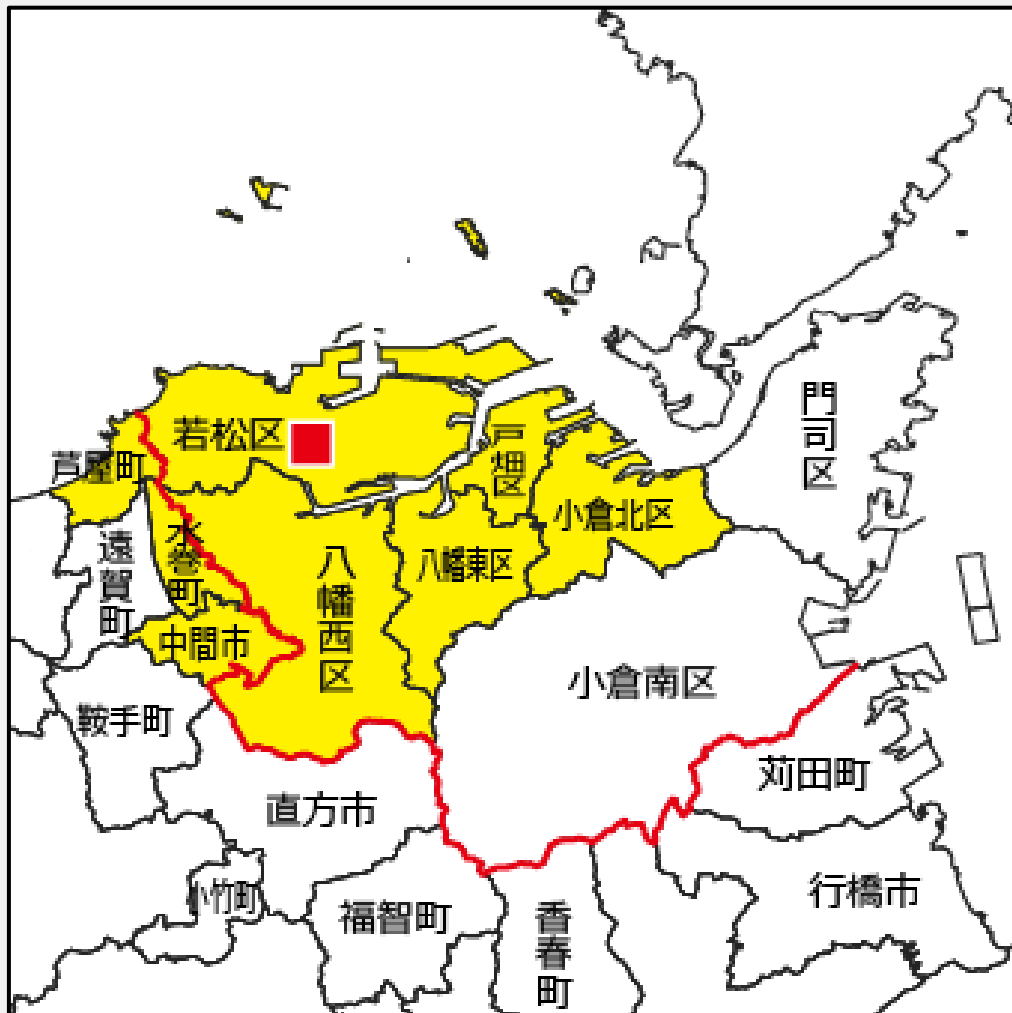 門司区
若松区
戸畑区
芦屋町
小倉北区
水巻町
遠賀町
八幡西区
八幡東区
中間市
小倉南区
鞍手町
苅田町
直方市
小竹町
福智町
香春町
行橋市